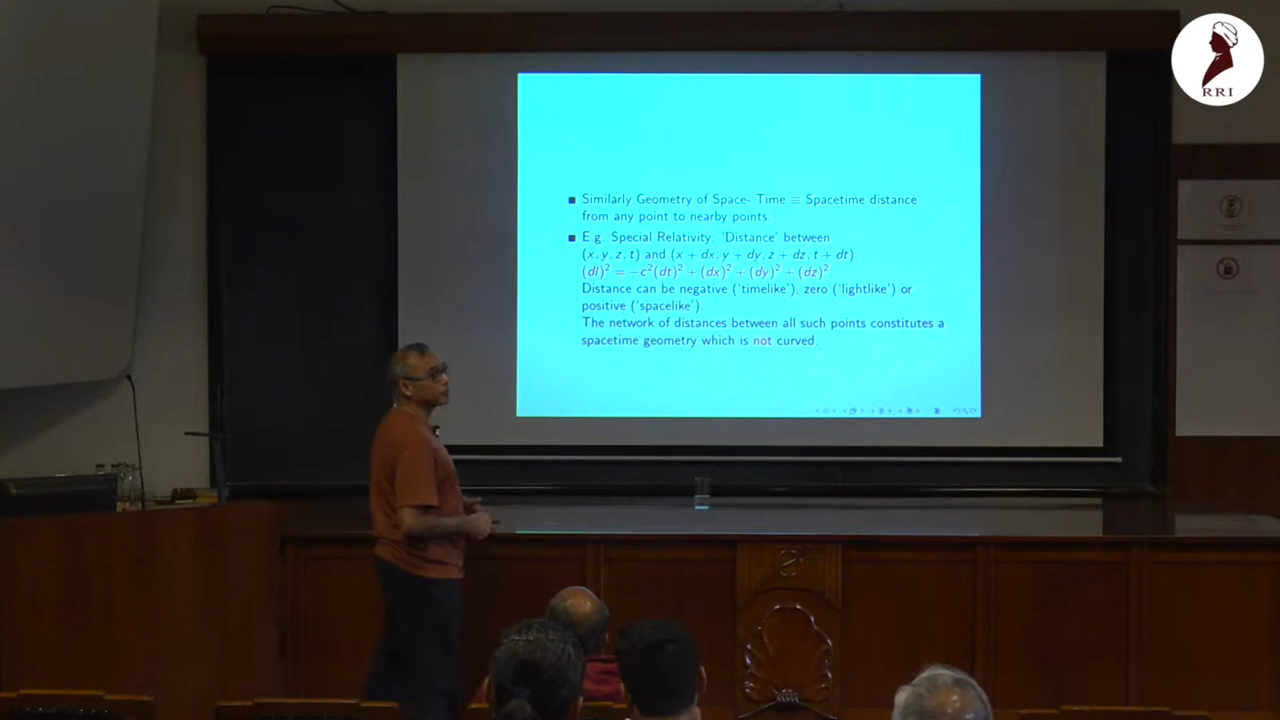 RRI
■ Similarly Geometry of Space- Time ≡ Spacetime distance
from any point to nearby points.
■ E.g. Special Relativity: ‘Distance’ between
(x, y, z, t) and (x + dx, y + dy, z + dz, t + dt):
(dl)² = −c²(dt)² + (dx)² + (dy)² + (dz)².
Distance can be negative (‘timelike’), zero (‘lightlike’) or
positive (‘spacelike’).
The network of distances between all such points constitutes a
spacetime geometry which is not curved.